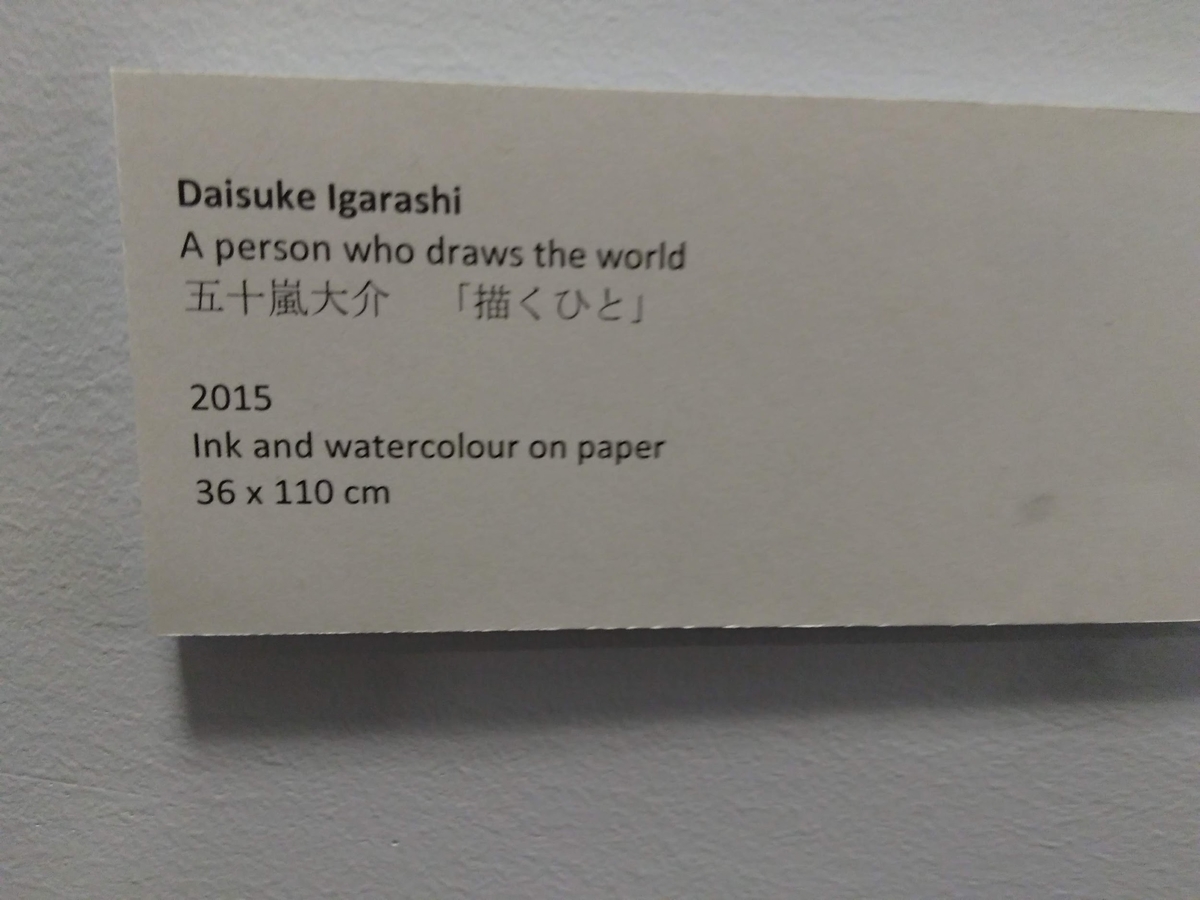 Daisuke Igarashi
A person who draws the world
五十嵐大介 「描くひと」
2015
Ink and watercolour on paper
36 x 110 cm